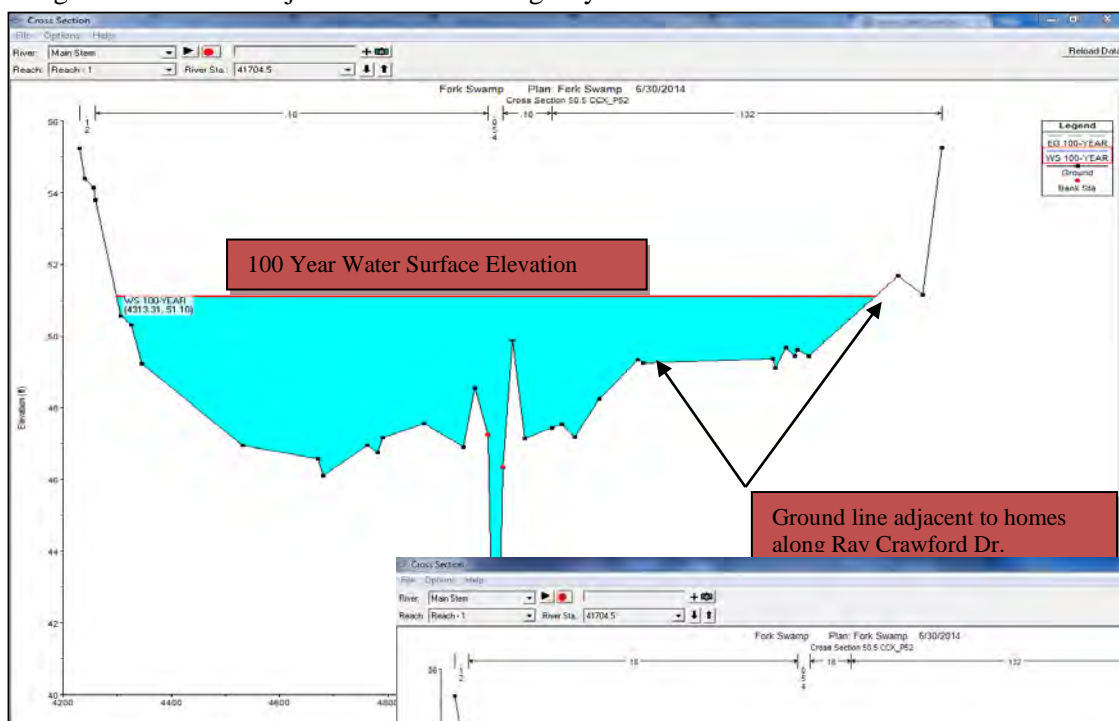 Cross Section
File Options Help
River: Main Stem
Reload Data
Reach: Reach - 1 River Sta.: 41704.5
Fork Swamp Plan: Fork Swamp 6/30/2014
Cross Section 50.5 CCX_P52
.16 .16 .132
56
54
52
50
48
46
44
42
40
Elevation (ft)
4200 4400 4600 4800
Legend
EG 100-YEAR
WS 100-YEAR
Ground
Bank Sta
100 Year Water Surface Elevation
WS 100-YEAR
(4313.31, 51.10)
Ground line adjacent to homes
along Ray Crawford Dr.
Cross Section
File Options Help
River: Main Stem
Reach: Reach - 1 River Sta.: 41704.5
Fork Swamp Plan: Fork Swamp 6/30/2014
Cross Section 50.5 CCX_P52
.16 .16 .132
56